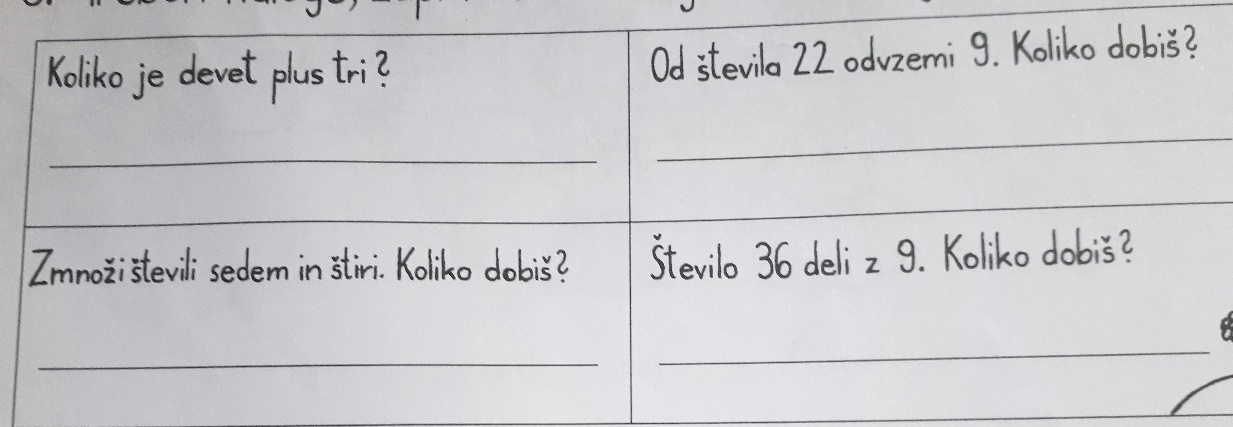 Koliko je devet plus tri?
Od števila 22 odvzemi 9. Koliko dobiš?
Zmnoži števili sedem in štiri. Koliko dobiš?
Število 36 deli z 9. Koliko dobiš?